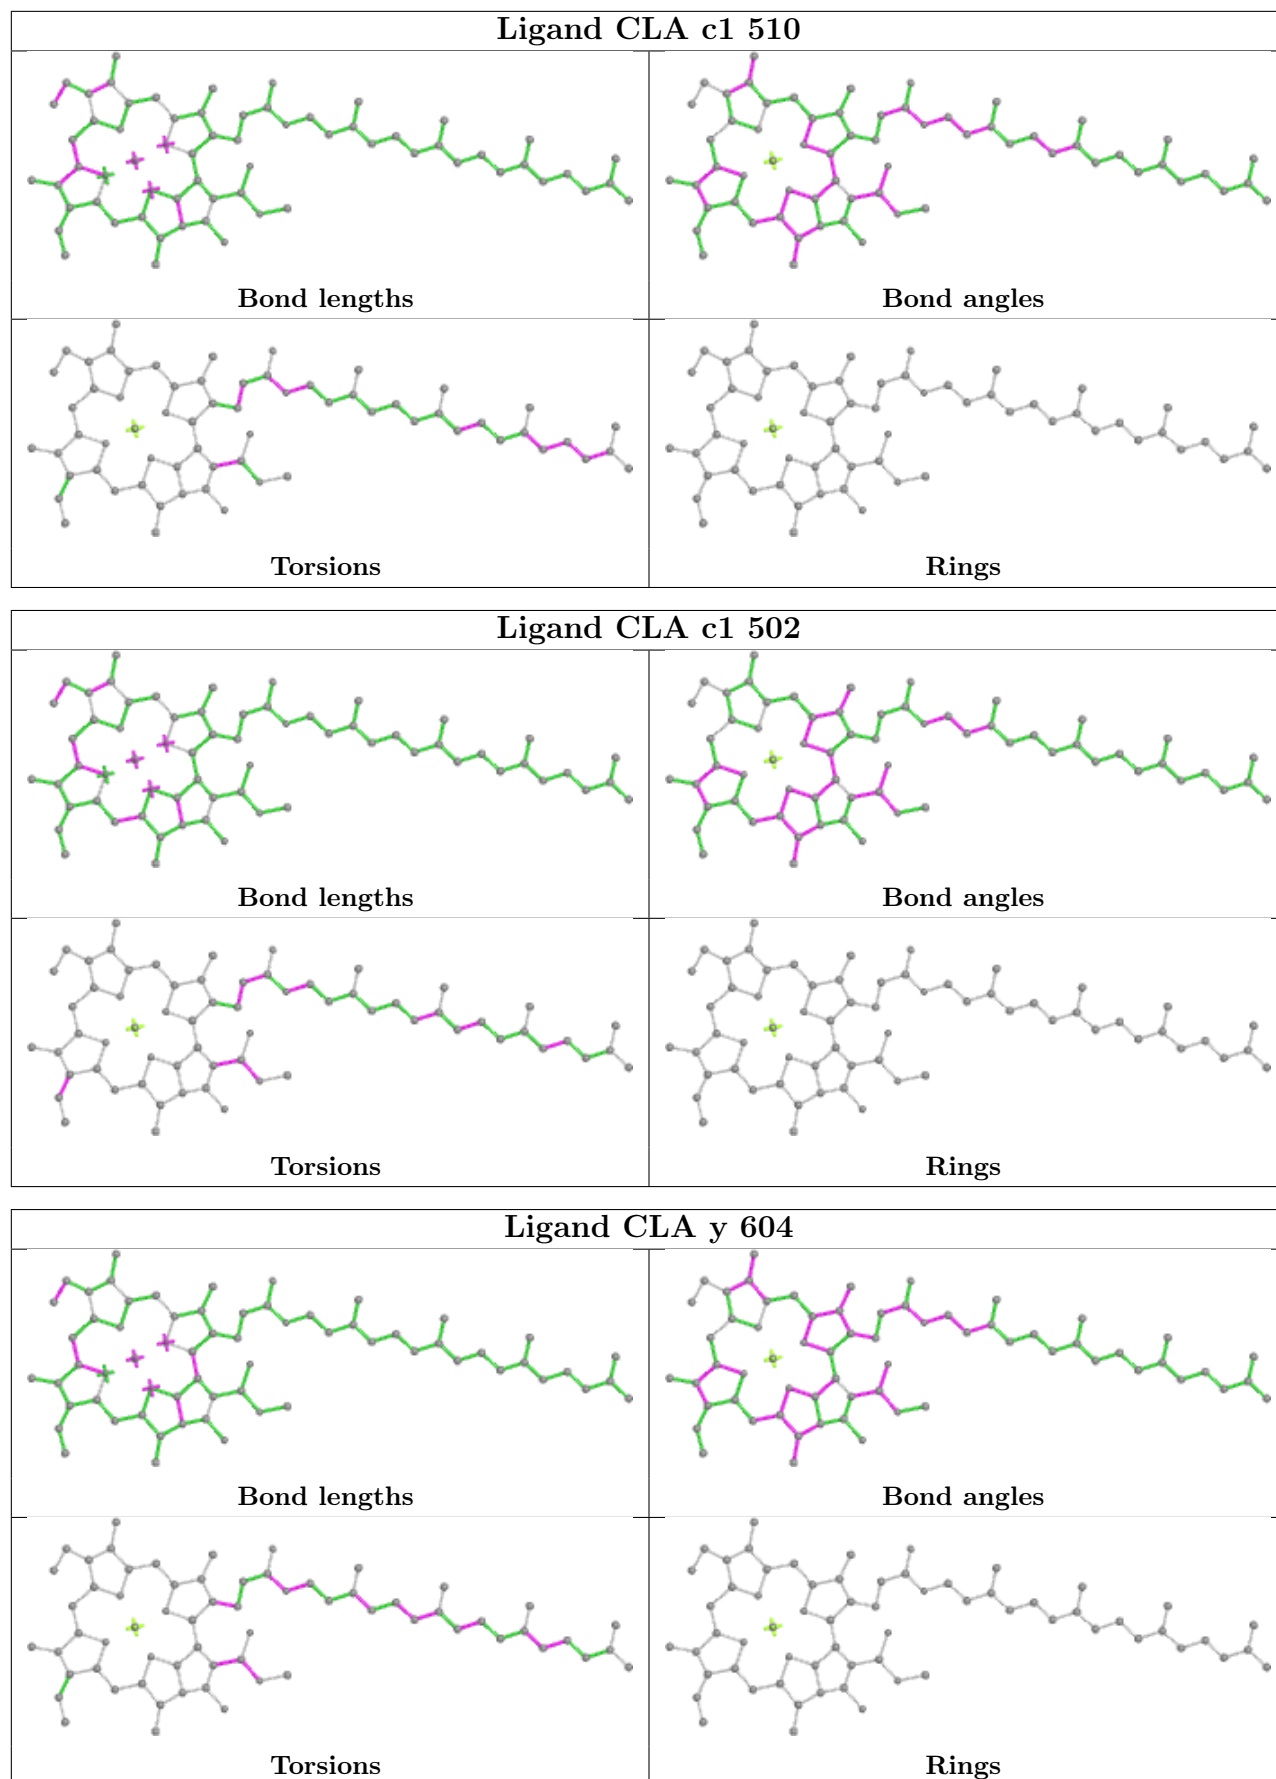 Ligand CLA c1 510
Bond lengths
Bond angles
Torsions
Rings
Ligand CLA c1 502
Bond lengths
Bond angles
Torsions
Rings
Ligand CLA y 604
Bond lengths
Bond angles
Torsions
Rings